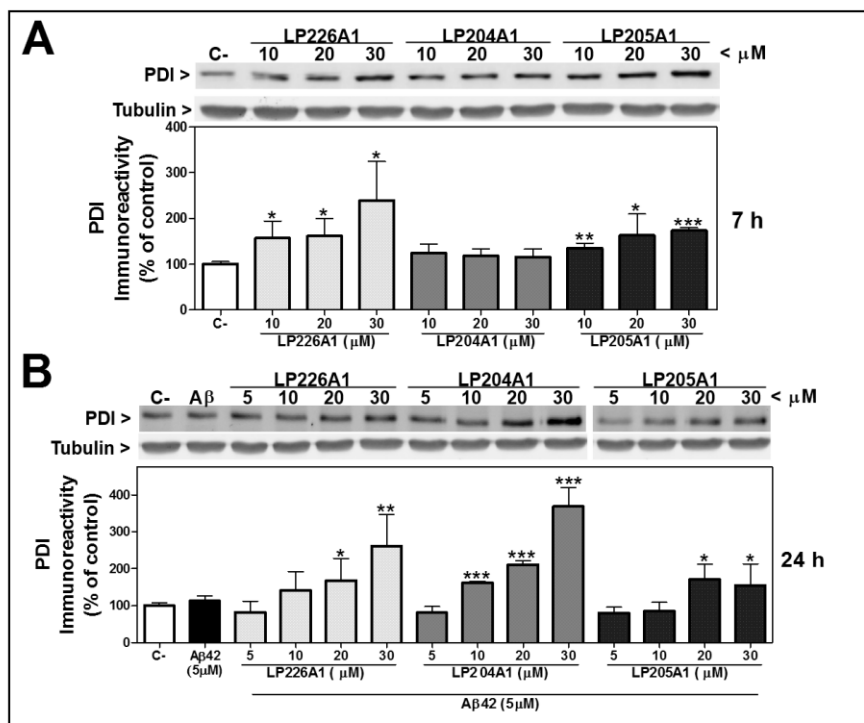 A
LP226A1 LP204A1 LP205A1
C- 10 20 30 10 20 30 10 20 30 < μM
PDI >
Tubulin >
PDI
Immunoreactivity
(% of control)
400
300
200
100
0
* * * ** * ***
7 h
C- 10 20 30 10 20 30 10 20 30
LP226A1 (μM) LP204A1 (μM) LP205A1 (μM)
B
LP226A1 LP204A1 LP205A1
C- Aβ 5 10 20 30 5 10 20 30 5 10 20 30 < μM
PDI >
Tubulin >
PDI
Immunoreactivity
(% of control)
400
300
200
100
0
* ** *** *** *** * *
24 h
C- Aβ42 5 10 20 30 5 10 20 30 5 10 20 30
(5μM) LP226A1 (μM) LP204A1 (μM) LP205A1 (μM)
Aβ42 (5μM)